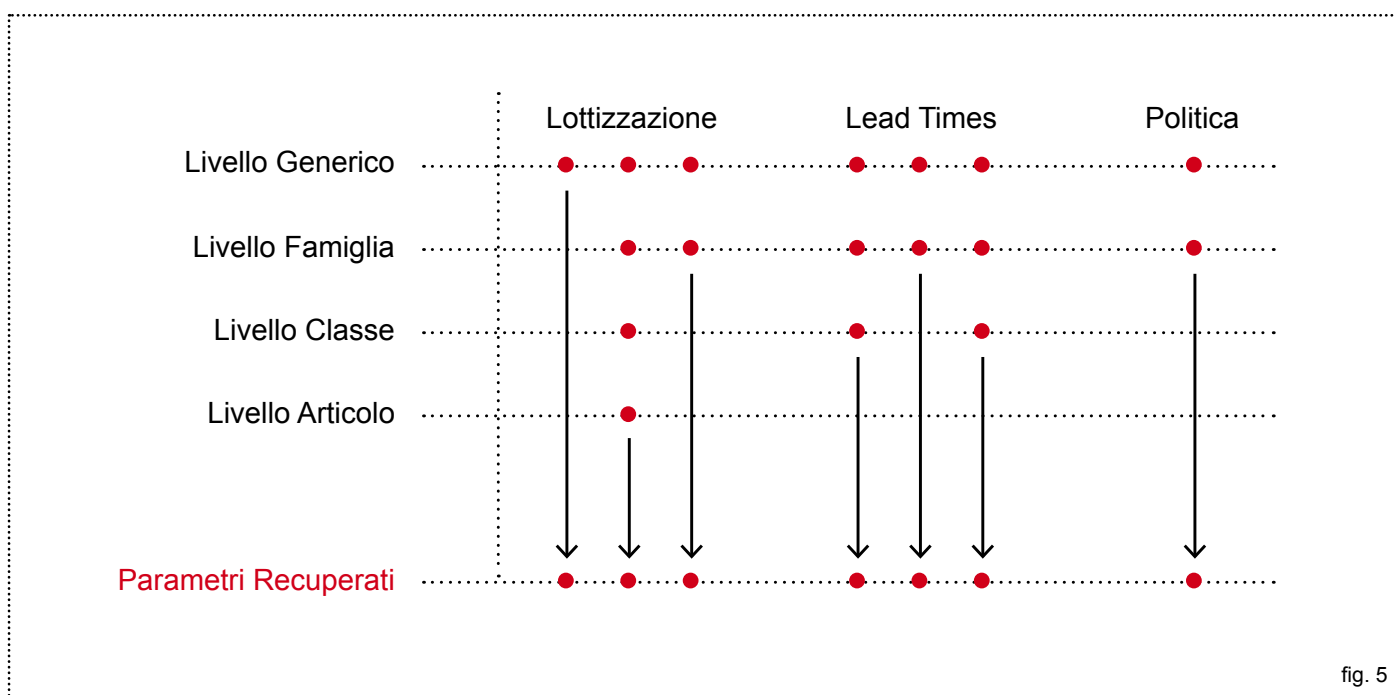 Lottizzazione Lead Times Politica
Livello Generico
Livello Famiglia
Livello Classe
Livello Articolo
Parametri Recuperati
fig. 5